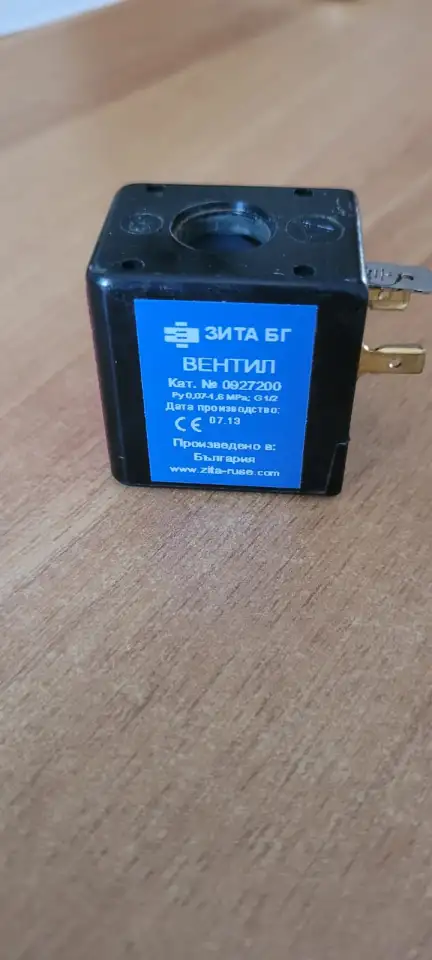 ЗИТА БГ
ВЕНТИЛ
Кат. № 0927200
Py 0,07-1,6 MPa; G1/2
Дата производство:
CE 07.13
Произведено в:
България
www.zita-ruse.com